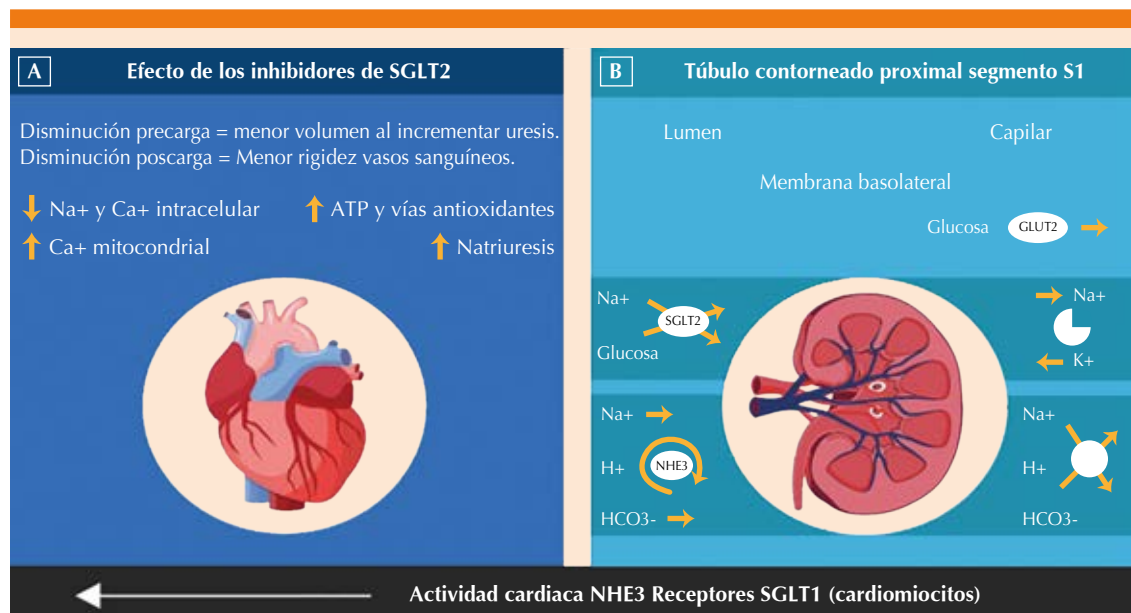 A
Efecto de los inhibidores de SGLT2
Disminución precarga = menor volumen al incrementar uresis.
Disminución poscarga = Menor rigidez vasos sanguíneos.
Na+ y Ca+ intracelular
ATP y vías antioxidantes
Ca+ mitocondrial
Natriuresis
B
Túbulo contorneado proximal segmento S1
Lumen
Capilar
Membrana basolateral
Glucosa
GLUT2
Na+
SGLT2
Glucosa
Na+
K+
Na+
H+
NHE3
HCO3-
Na+
H+
HCO3-
Actividad cardiaca NHE3 Receptores SGLT1 (cardiomiocitos)